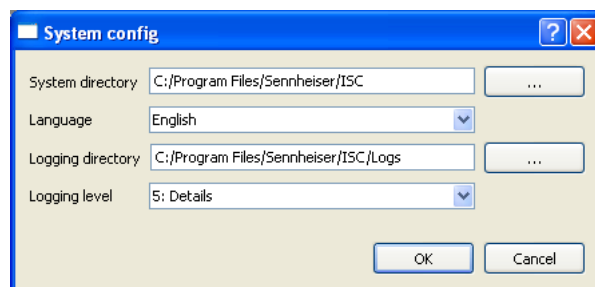 System config
System directory C:/Program Files/Sennheiser/ISC ...
Language English
Logging directory C:/Program Files/Sennheiser/ISC/Logs ...
Logging level 5: Details
OK Cancel